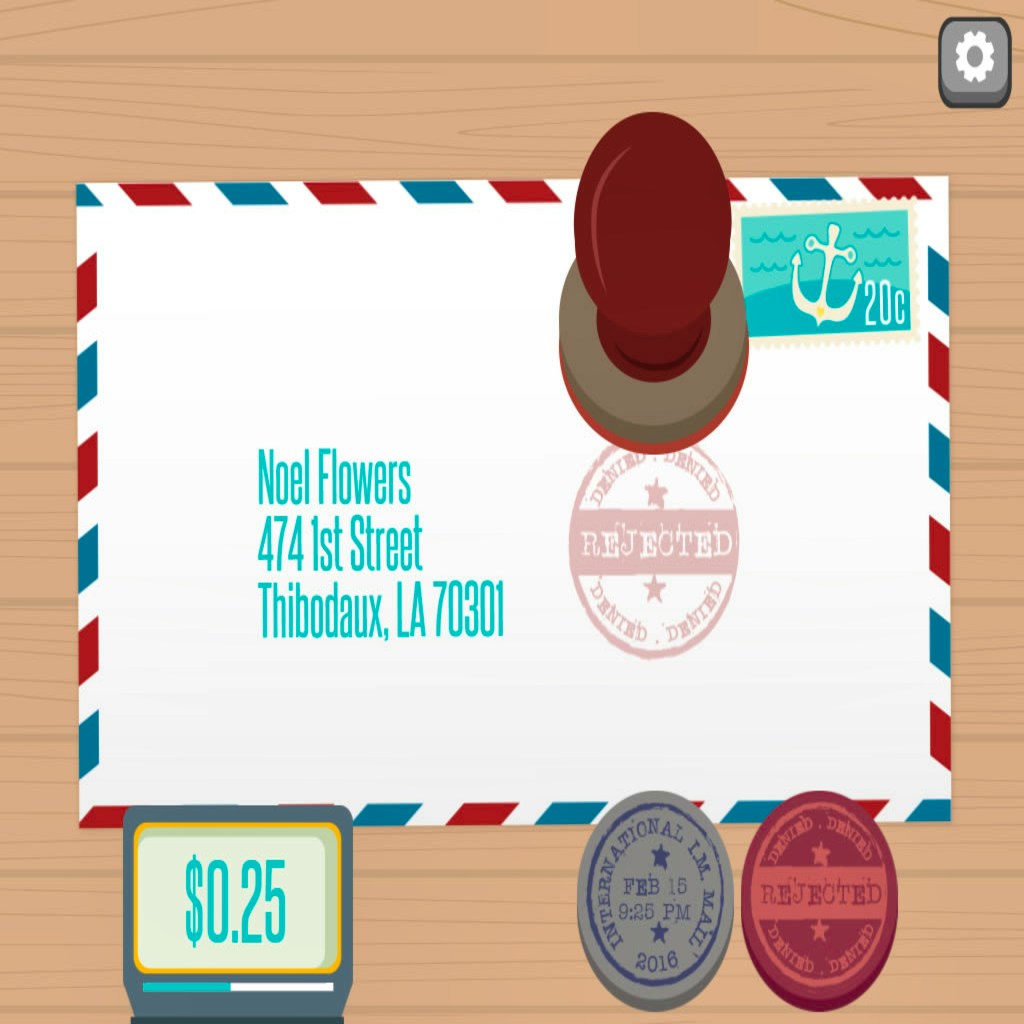 20c
Noel Flowers
474 1st Street
Thibodaux, LA 70301
DENIED . DENIED
REJECTED
DENIED . DENIED
$0.25
INTERNATIONAL I.M. MAIL
FEB 15
9:25 PM
2016
DENIED . DENIED
REJECTED
DENIED . DENIED